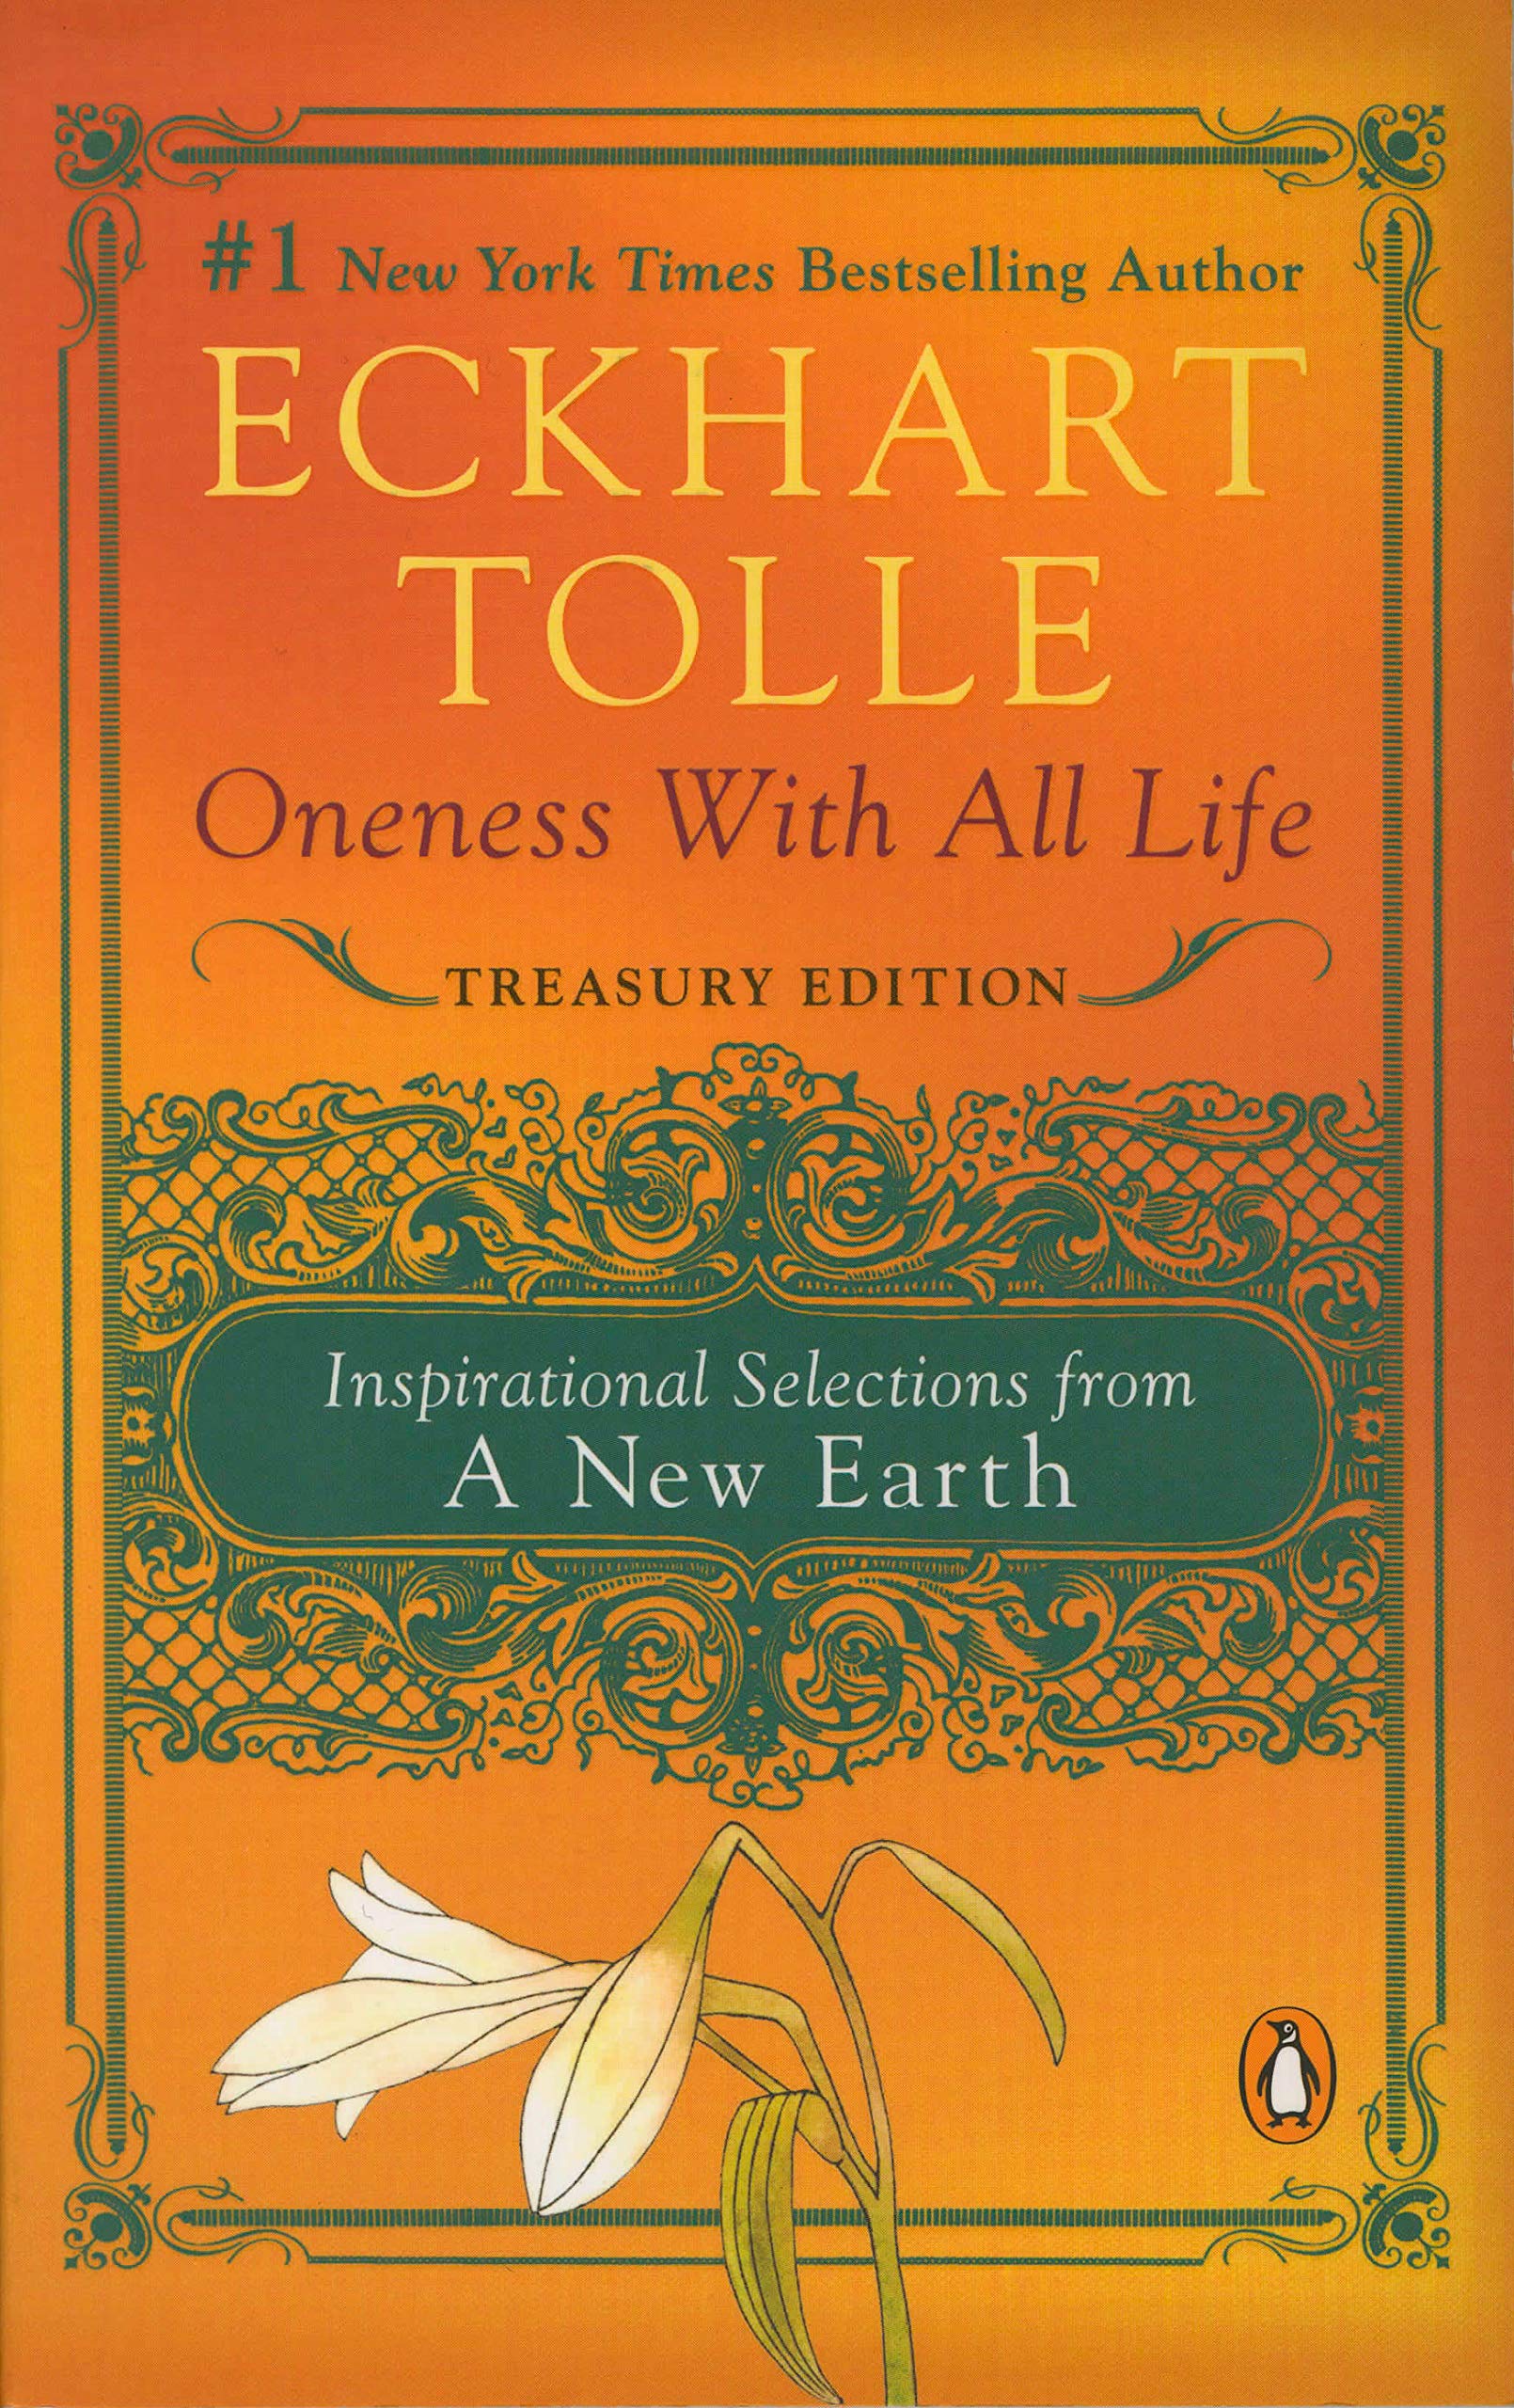 #1 New York Times Bestselling Author
ECKHART
TOLLE
Oneness With All Life
TREASURY EDITION
Inspirational Selections from
A New Earth